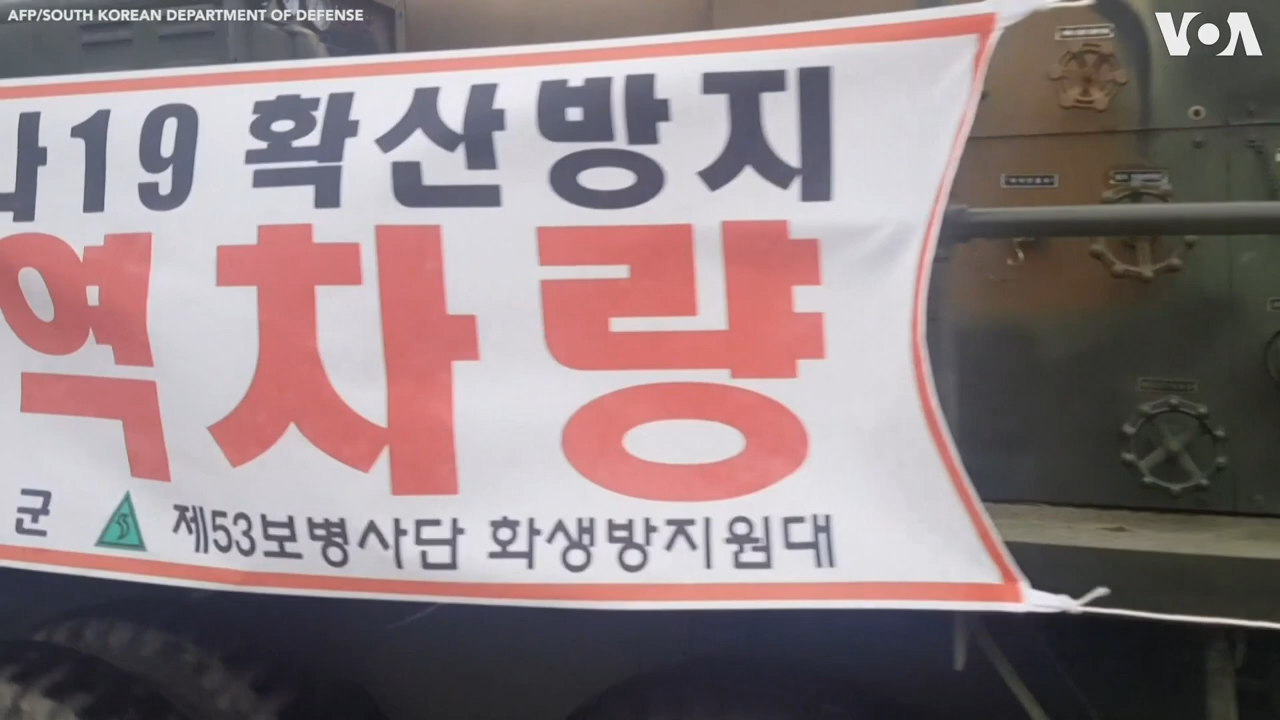 AFP/SOUTH KOREAN DEPARTMENT OF DEFENSE
VOA
나19 확산방지
역차량
군 제53보병사단 화생방지원대